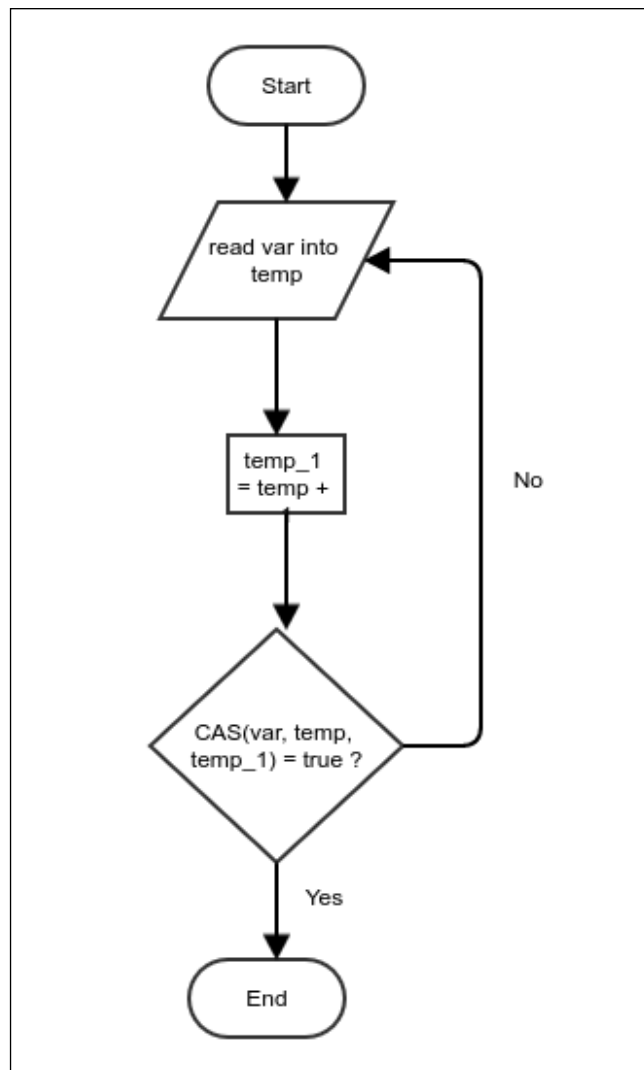 Start
read var into
temp
temp_1
= temp +
No
CAS(var, temp,
temp_1) = true ?
Yes
End